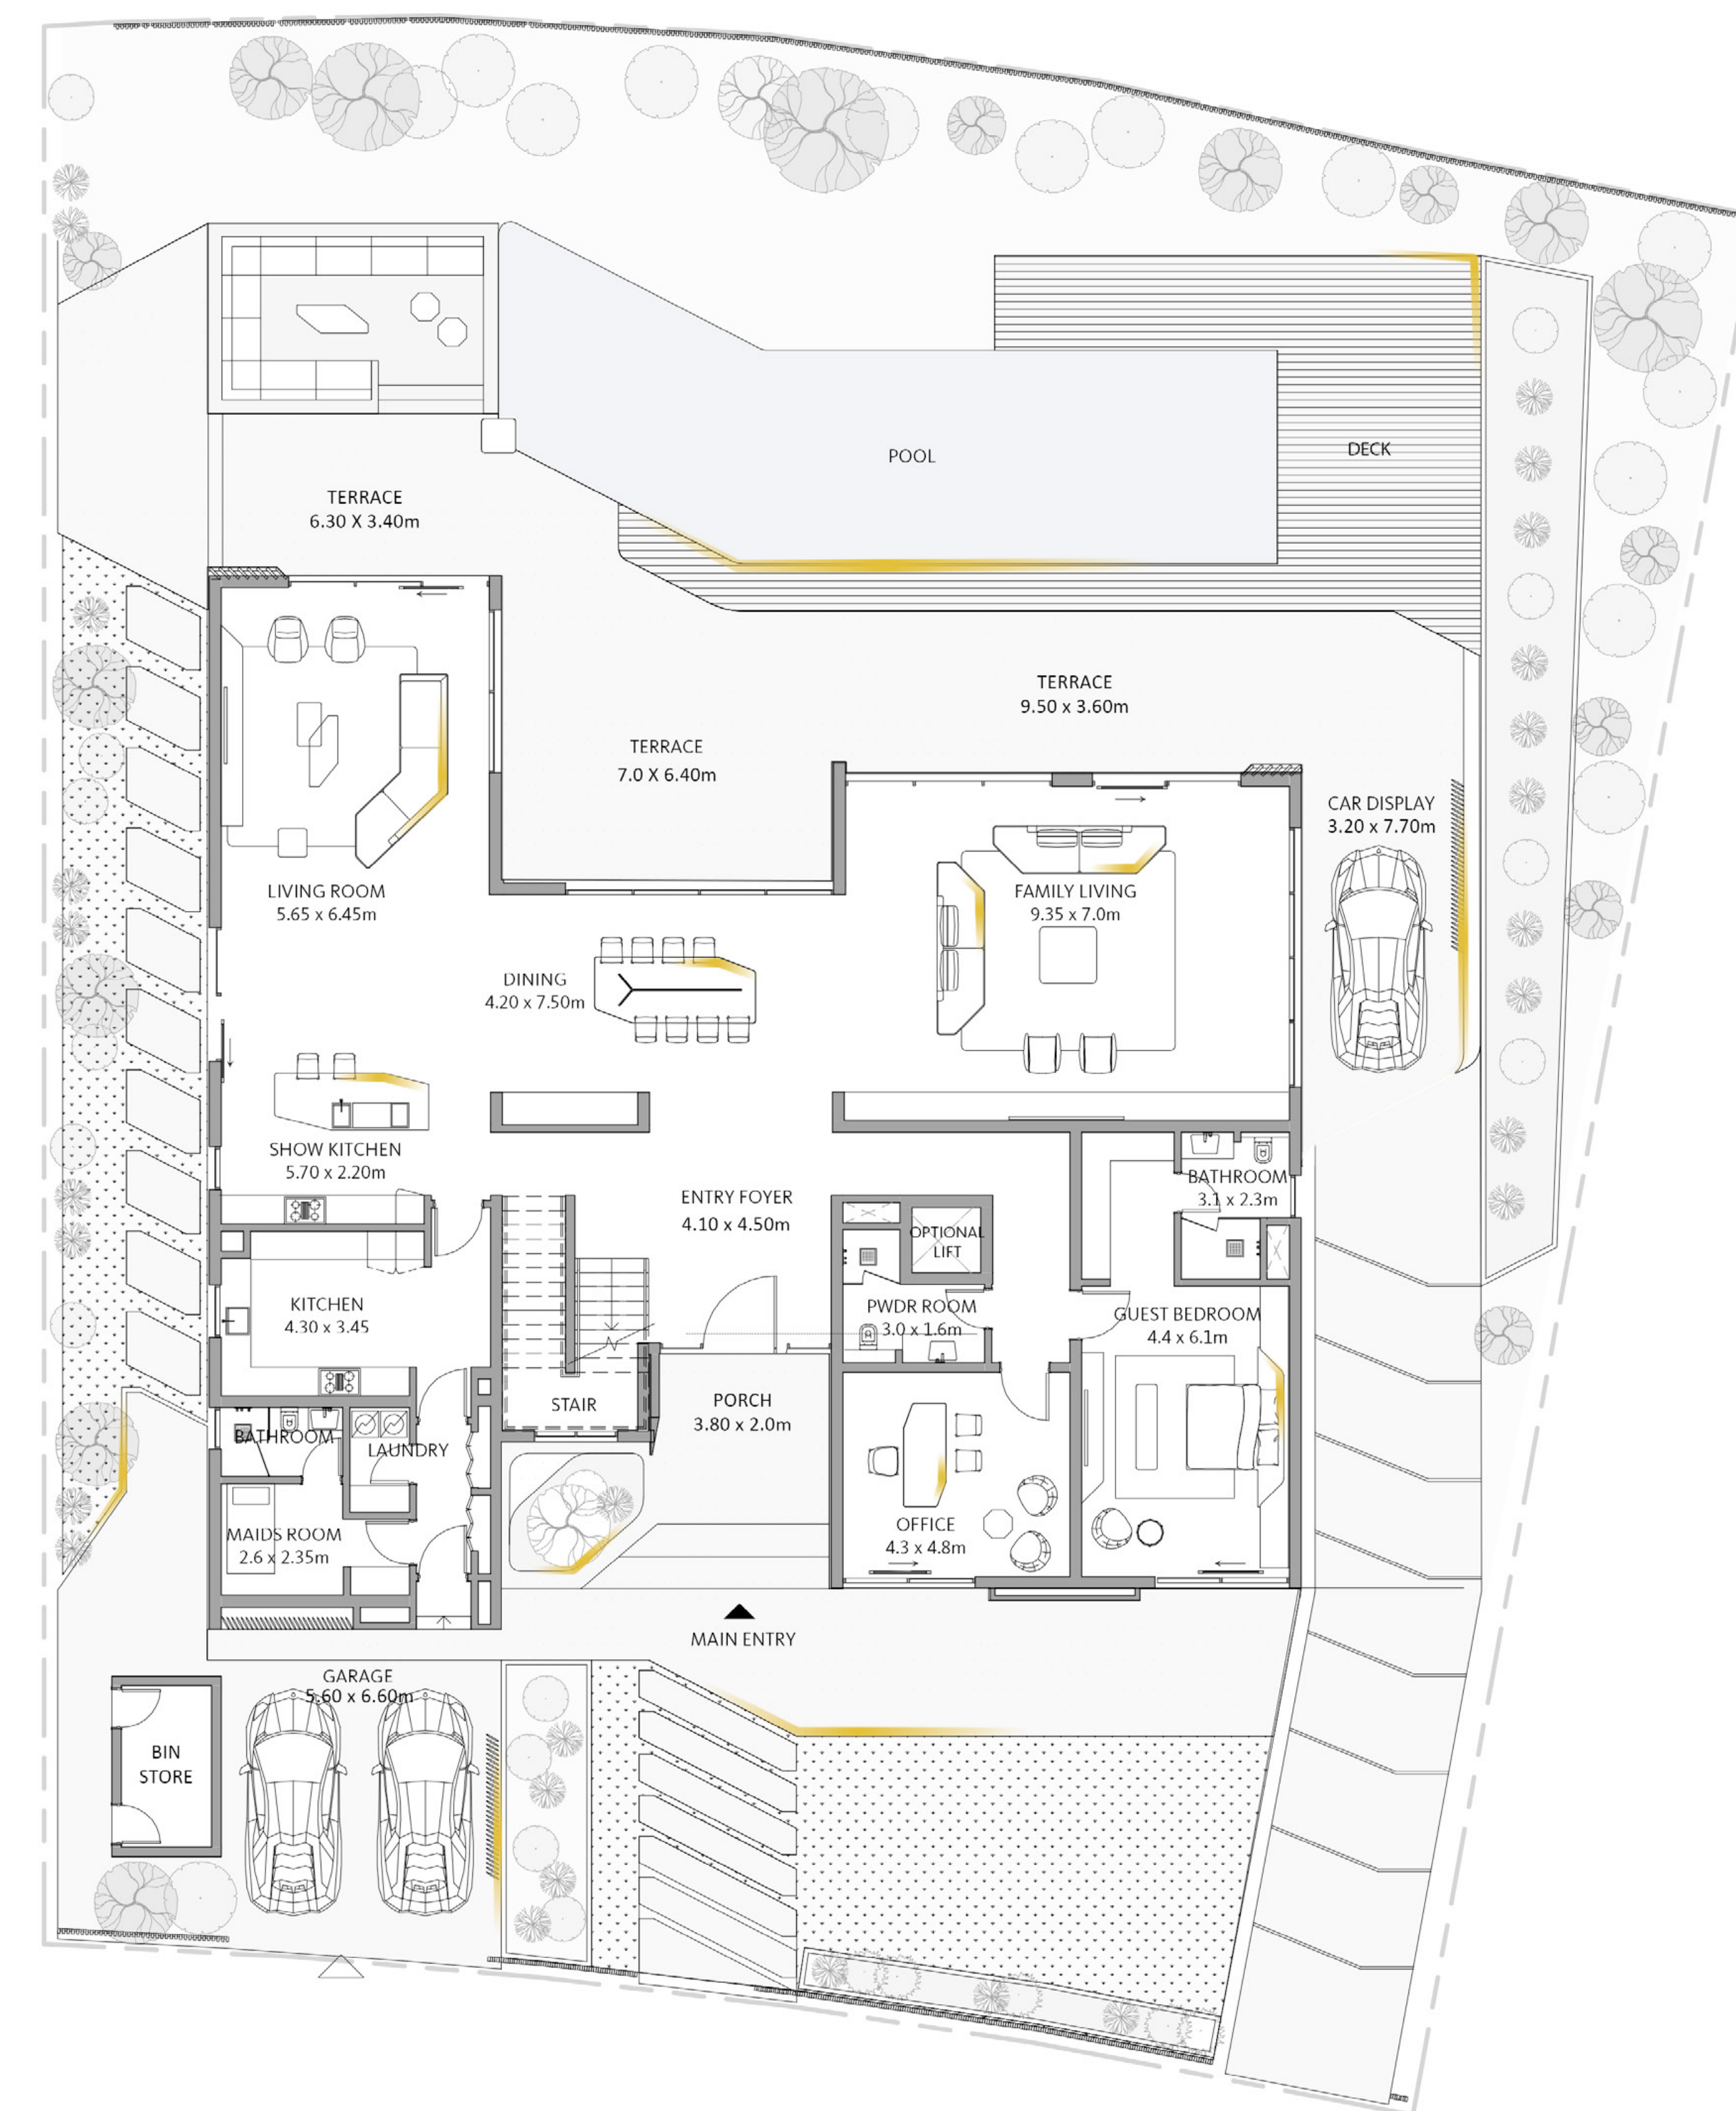 POOL
DECK
TERRACE
6.30 X 3.40m
TERRACE
9.50 x 3.60m
TERRACE
7.0 X 6.40m
CAR DISPLAY
3.20 x 7.70m
LIVING ROOM
5.65 x 6.45m
FAMILY LIVING
9.35 x 7.0m
DINING
4.20 x 7.50m
SHOW KITCHEN
5.70 x 2.20m
BATHROOM
3.1 x 2.3m
ENTRY FOYER
4.10 x 4.50m
OPTIONAL
LIFT
KITCHEN
4.30 x 3.45
PWDR ROOM
3.0 x 1.6m
GUEST BEDROOM
4.4 x 6.1m
STAIR
PORCH
3.80 x 2.0m
BATHROOM
LAUNDRY
MAIDS ROOM
2.6 x 2.35m
OFFICE
4.3 x 4.8m
MAIN ENTRY
GARAGE
5.60 x 6.60m
BIN
STORE